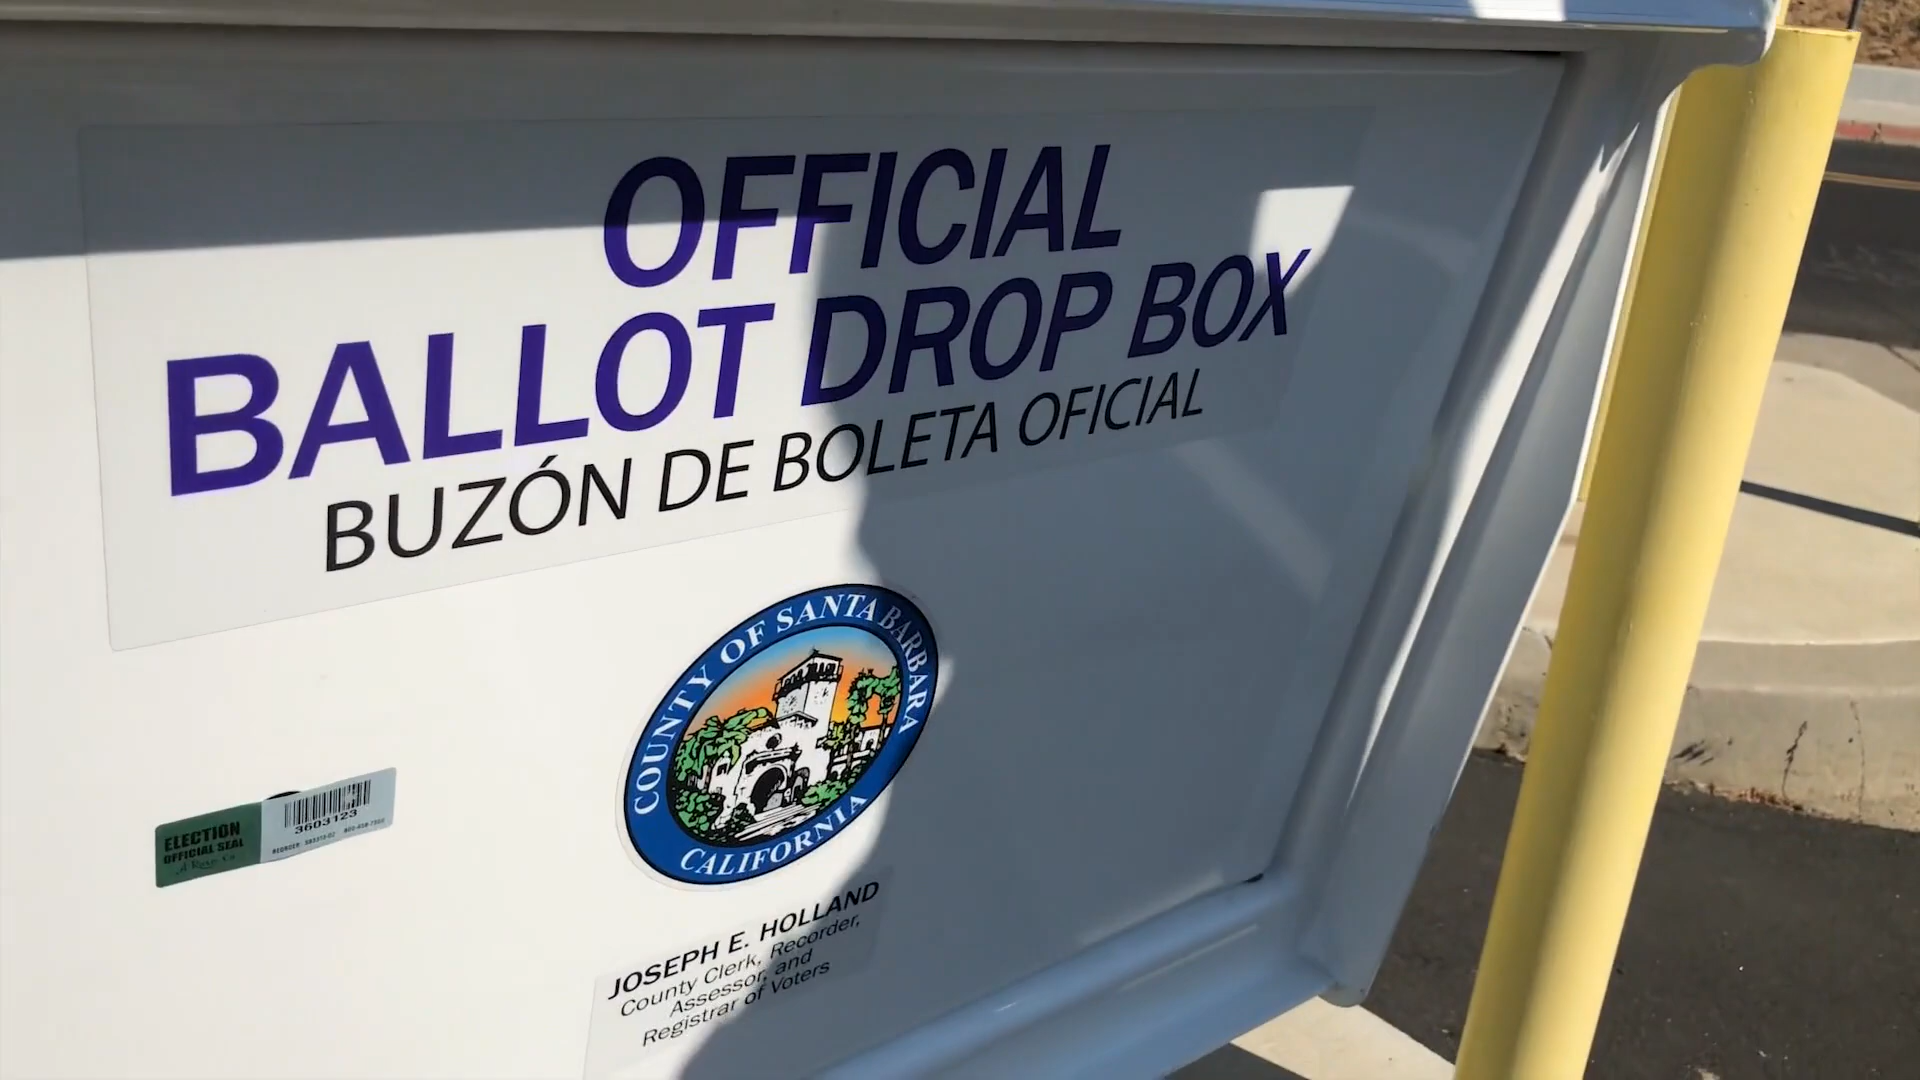 OFFICIAL
BALLOT DROP BOX
BUZÓN DE BOLETA OFICIAL
COUNTY OF SANTA BARBARA
CALIFORNIA
ELECTION
OFFICIAL SEAL
3603123
REORDER
JOSEPH E. HOLLAND
County Clerk, Recorder,
Assessor, and
Registrar of Voters